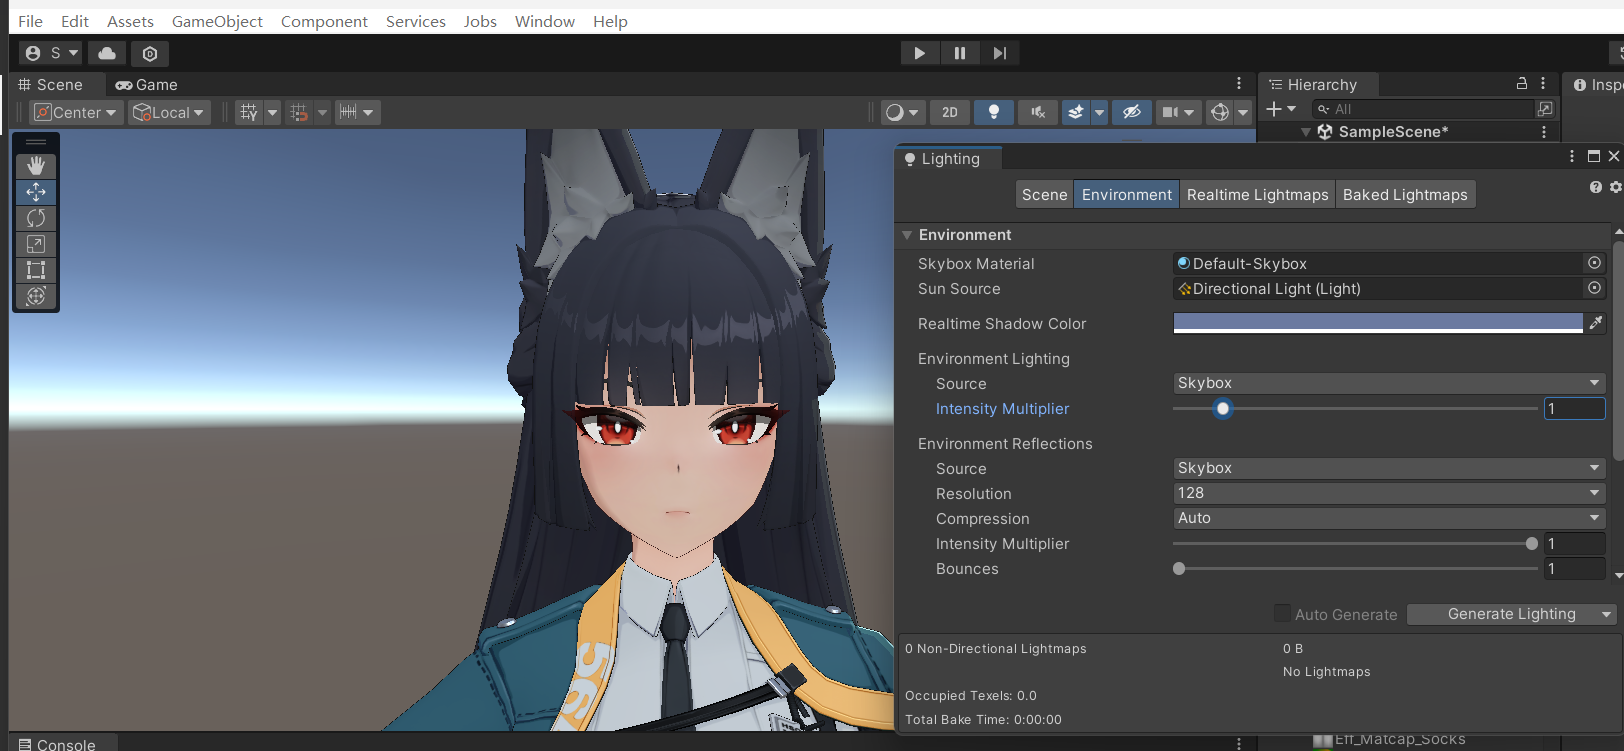 File Edit Assets GameObject Component Services Jobs Window Help
S
Scene Game
Hierarchy
Center Local 2D
All
SampleScene*
Lighting
Scene Environment Realtime Lightmaps Baked Lightmaps
Environment
Skybox Material Default-Skybox
Sun Source Directional Light (Light)
Realtime Shadow Color
Environment Lighting
Source Skybox
Intensity Multiplier 1
Environment Reflections
Source Skybox
Resolution 128
Compression Auto
Intensity Multiplier 1
Bounces 1
Auto Generate Generate Lighting
0 Non-Directional Lightmaps 0 B
No Lightmaps
Occupied Texels: 0.0
Total Bake Time: 0:00:00
Console
Eff_Matcap_Socks